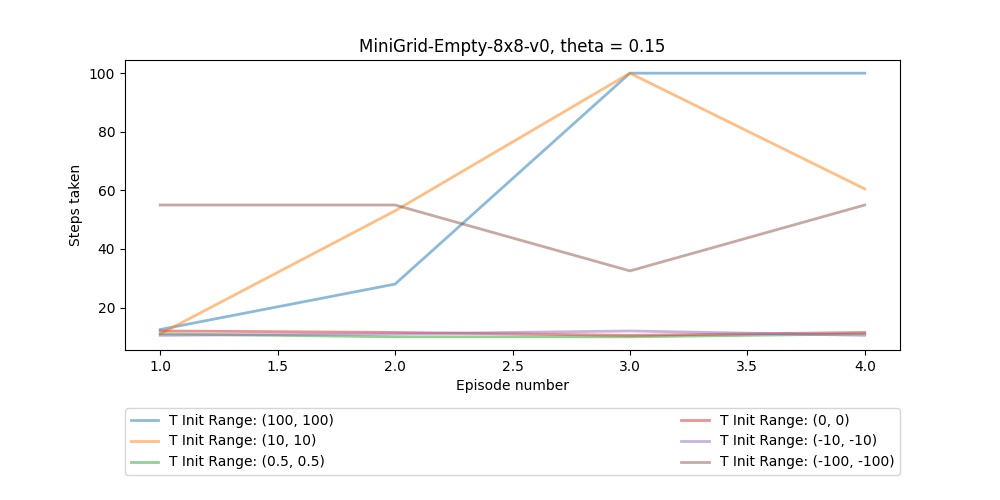 MiniGrid-Empty-8x8-v0, theta = 0.15
100
80
60
40
20
Steps taken
1.0 1.5 2.0 2.5 3.0 3.5 4.0
Episode number
T Init Range: (100, 100)
T Init Range: (10, 10)
T Init Range: (0.5, 0.5)
T Init Range: (0, 0)
T Init Range: (-10, -10)
T Init Range: (-100, -100)